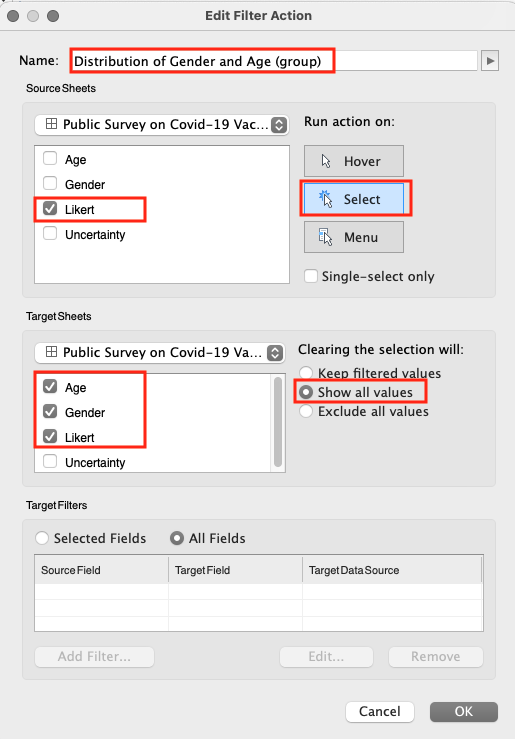 Edit Filter Action
Name: Distribution of Gender and Age (group)
Source Sheets
Public Survey on Covid-19 Vac...
Run action on:
Age
Gender
Likert
Uncertainty
Hover
Select
Menu
Single-select only
Target Sheets
Public Survey on Covid-19 Va...
Clearing the selection will:
Age
Gender
Likert
Uncertainty
Keep filtered values
Show all values
Exclude all values
Target Filters
Selected Fields All Fields
Source Field Target Field Target Data Source
Add Filter... Edit... Remove
Cancel OK